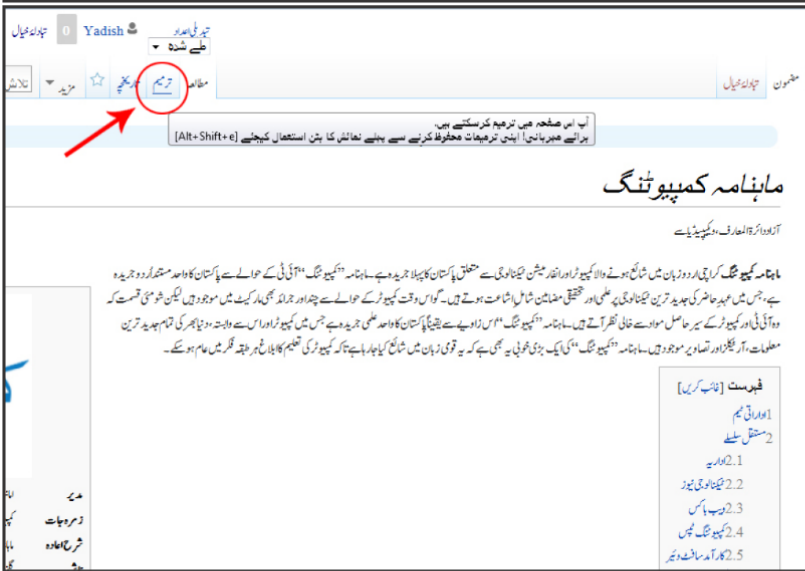 تبدیلی اعداد
طے شدہ
Yadish 0 تبادلۂ خیال
مضمون تبادلۂ خیال
مطالعہ ترمیم تاریخچہ مزید تلاش
آپ اس صفحہ میں ترمیم کرسکتے ہیں۔
برائے مہربانی! اپنی ترمیمات محفوظ کرنے سے پہلے نمائش کا بٹن استعمال کیجئے [Alt+Shift+e]
ماہنامہ کمپیوٹنگ
آزاد دائرۃ المعارف، ویکیپیڈیا سے
ماہنامہ کمپیوٹنگ کراچی اردو زبان میں شائع ہونے والا کمپیوٹر اور انفارمیشن ٹیکنالوجی سے متعلق پاکستان کا پہلا جریدہ ہے۔ ماہنامہ ”کمپیوٹنگ“ آئی ٹی کے حوالے سے پاکستان کا واحد مستند اُردو جریدہ
ہے، جس میں عہدِ حاضر کی جدید ترین ٹیکنالوجی پر علمی اور تحقیقی مضامین شامل اشاعت ہوتے ہیں۔ گو اس وقت کمپیوٹر کے حوالے سے چند اور جرائد بھی مارکیٹ میں موجود ہیں لیکن شومئی قسمت کہ
وہ آئی ٹی اور کمپیوٹر کے سیر حاصل مواد سے خالی نظر آتے ہیں۔ ماہنامہ ”کمپیوٹنگ“ اس زاویے سے یقیناً پاکستان کا واحد علمی جریدہ ہے جس میں کمپیوٹر اور اس سے وابستہ، دنیا بھر کی تمام جدید ترین
معلومات، آرٹیکلز اور تصاویر موجود ہیں۔ ماہنامہ ”کمپیوٹنگ“ کی ایک بڑی خوبی یہ بھی ہے کہ یہ قومی زبان میں شائع کیا جارہا ہے تاکہ کمپیوٹر کی تعلیم کا ابلاغ ہر طبقہ فکر میں عام ہوسکے۔
فہرست [غائب کریں]
1 اداراتی ٹیم
2 مستقل سلسلے
2.1 اداریہ
2.2 ٹیکنالوجی نیوز
2.3 ویب باکس
2.4 کمپیوٹنگ ٹپس
2.5 کارآمد سافٹ ویئر
مدیر
زمرہ جات
شرح اعادہ